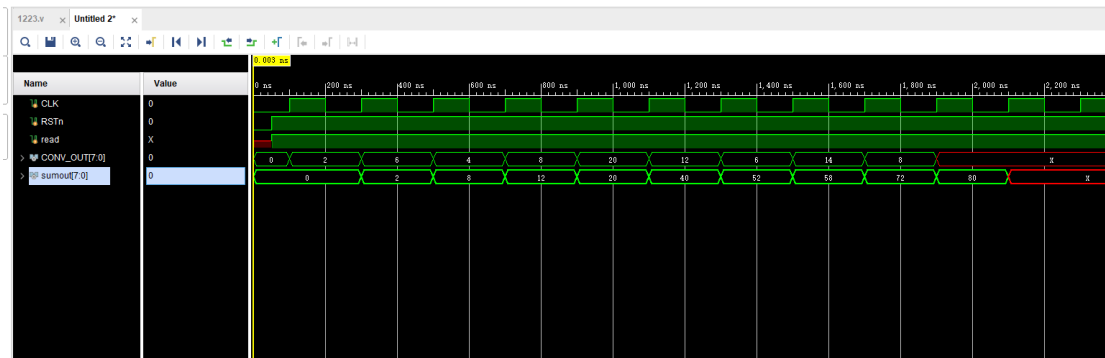 1223.v × Untitled 2* ×
0.003 ns
Name Value
0 ns 200 ns 400 ns 600 ns 800 ns 1,000 ns 1,200 ns 1,400 ns 1,600 ns 1,800 ns 2,000 ns 2,200 ns
CLK 0
RSTn 0
read X
> CONV_OUT[7:0] 0 0 2 6 4 8 20 12 6 14 8 X
> sumout[7:0] 0 0 2 8 12 20 40 52 58 72 80 X